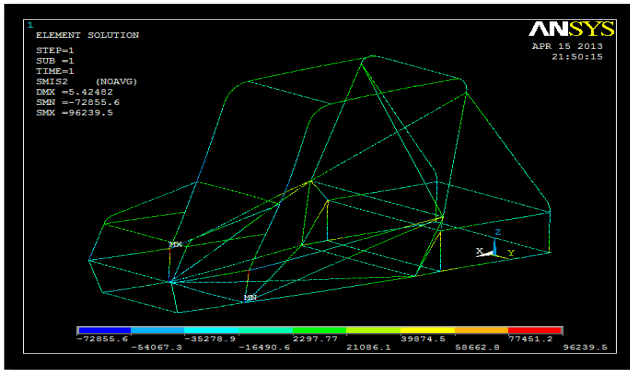 1
ELEMENT SOLUTION
ANSYS
APR 15 2013
21:50:15
STEP=1
SUB =1
TIME=1
SMIS2 (NOAVG)
DMX =5.42482
SMN =-72855.6
SMX =96239.5
MX
Z
X
Y
MN
-72855.6 -35278.9 2297.77 39874.5 77451.2
-54067.3 -16490.6 21086.1 58662.8 96239.5